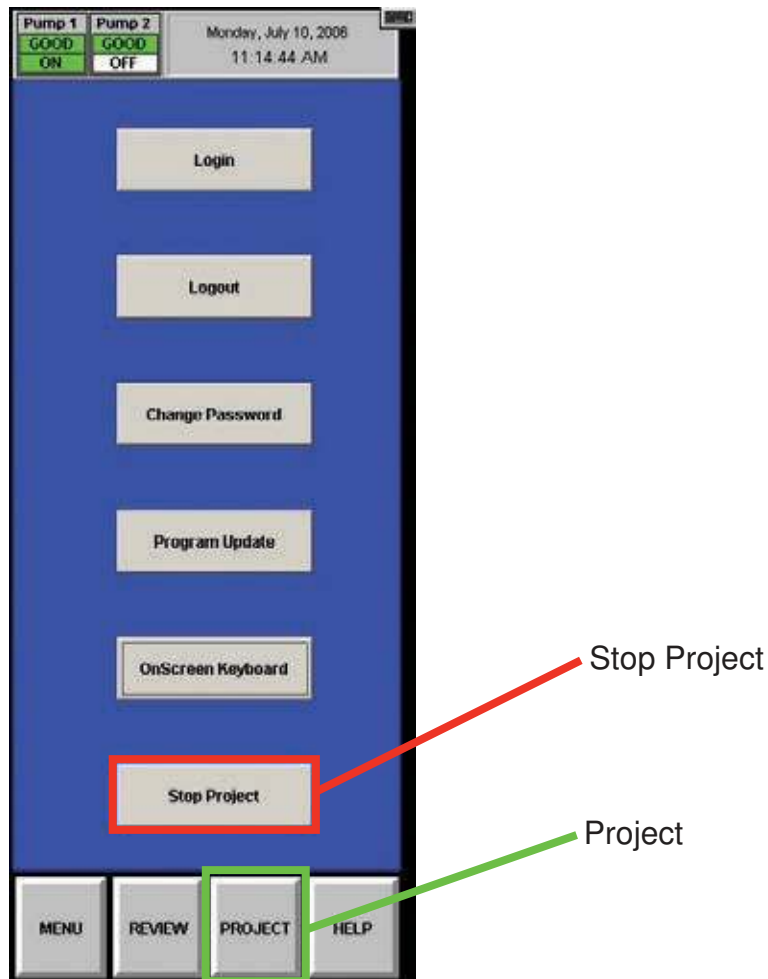 Pump 1 Pump 2 Monday, July 10, 2006
GOOD GOOD 11:14:44 AM
ON OFF
Login
Logout
Change Password
Program Update
OnScreen Keyboard
Stop Project
Stop Project
Project
MENU REVIEW PROJECT HELP